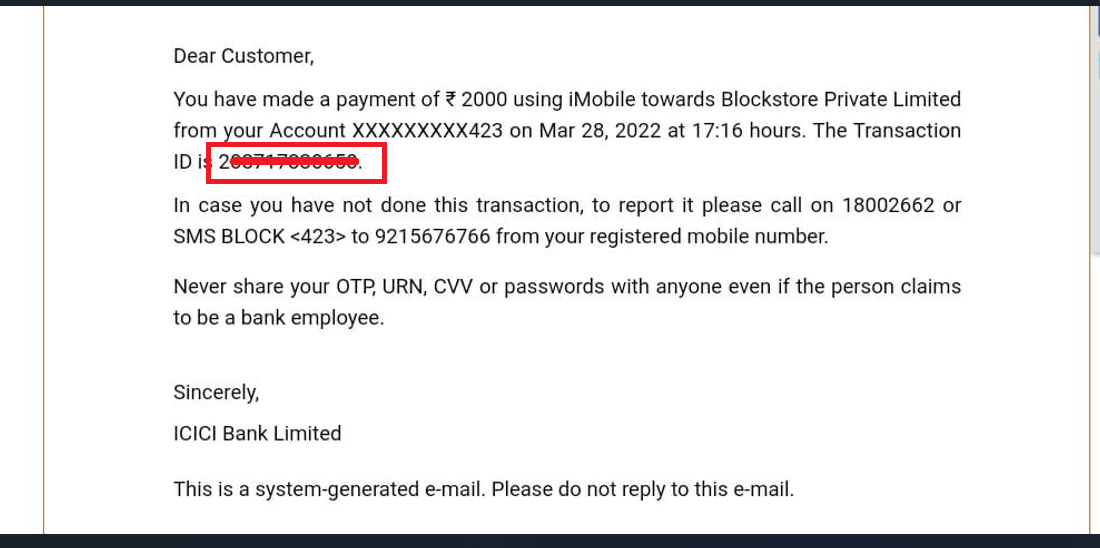 Dear Customer,
You have made a payment of ₹ 2000 using iMobile towards Blockstore Private Limited
from your Account XXXXXXXXX423 on Mar 28, 2022 at 17:16 hours. The Transaction
ID is
In case you have not done this transaction, to report it please call on 18002662 or
SMS BLOCK <423> to 9215676766 from your registered mobile number.
Never share your OTP, URN, CVV or passwords with anyone even if the person claims
to be a bank employee.
Sincerely,
ICICI Bank Limited
This is a system-generated e-mail. Please do not reply to this e-mail.